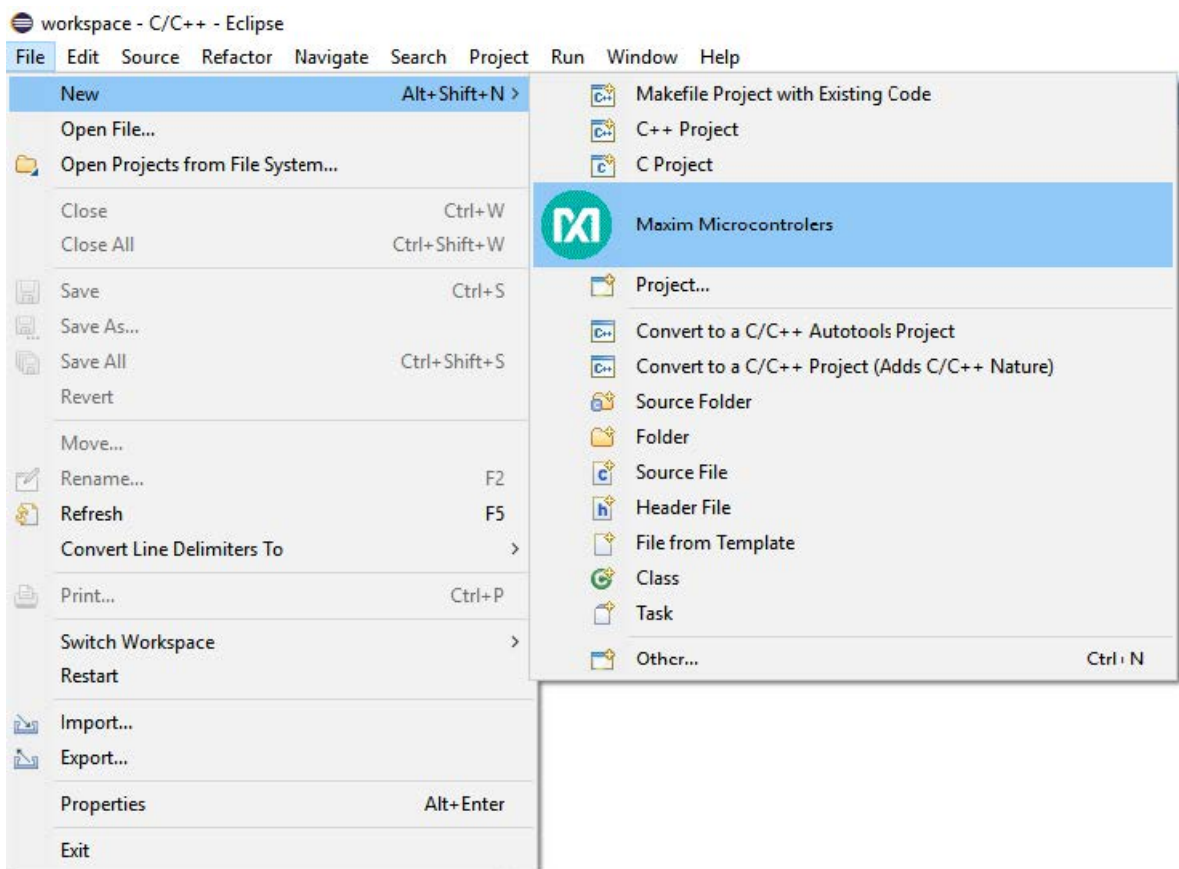 workspace - C/C++ - Eclipse
File Edit Source Refactor Navigate Search Project Run Window Help
New Alt+Shift+N >
Open File...
Open Projects from File System...
Close Ctrl+W
Close All Ctrl+Shift+W
Save Ctrl+S
Save As...
Save All Ctrl+Shift+S
Revert
Move...
Rename... F2
Refresh F5
Convert Line Delimiters To >
Print... Ctrl+P
Switch Workspace >
Restart
Import...
Export...
Properties Alt+Enter
Exit
Makefile Project with Existing Code
C++ Project
C Project
Maxim Microcontrolers
Project...
Convert to a C/C++ Autotools Project
Convert to a C/C++ Project (Adds C/C++ Nature)
Source Folder
Folder
Source File
Header File
File from Template
Class
Task
Other... Ctrl+N